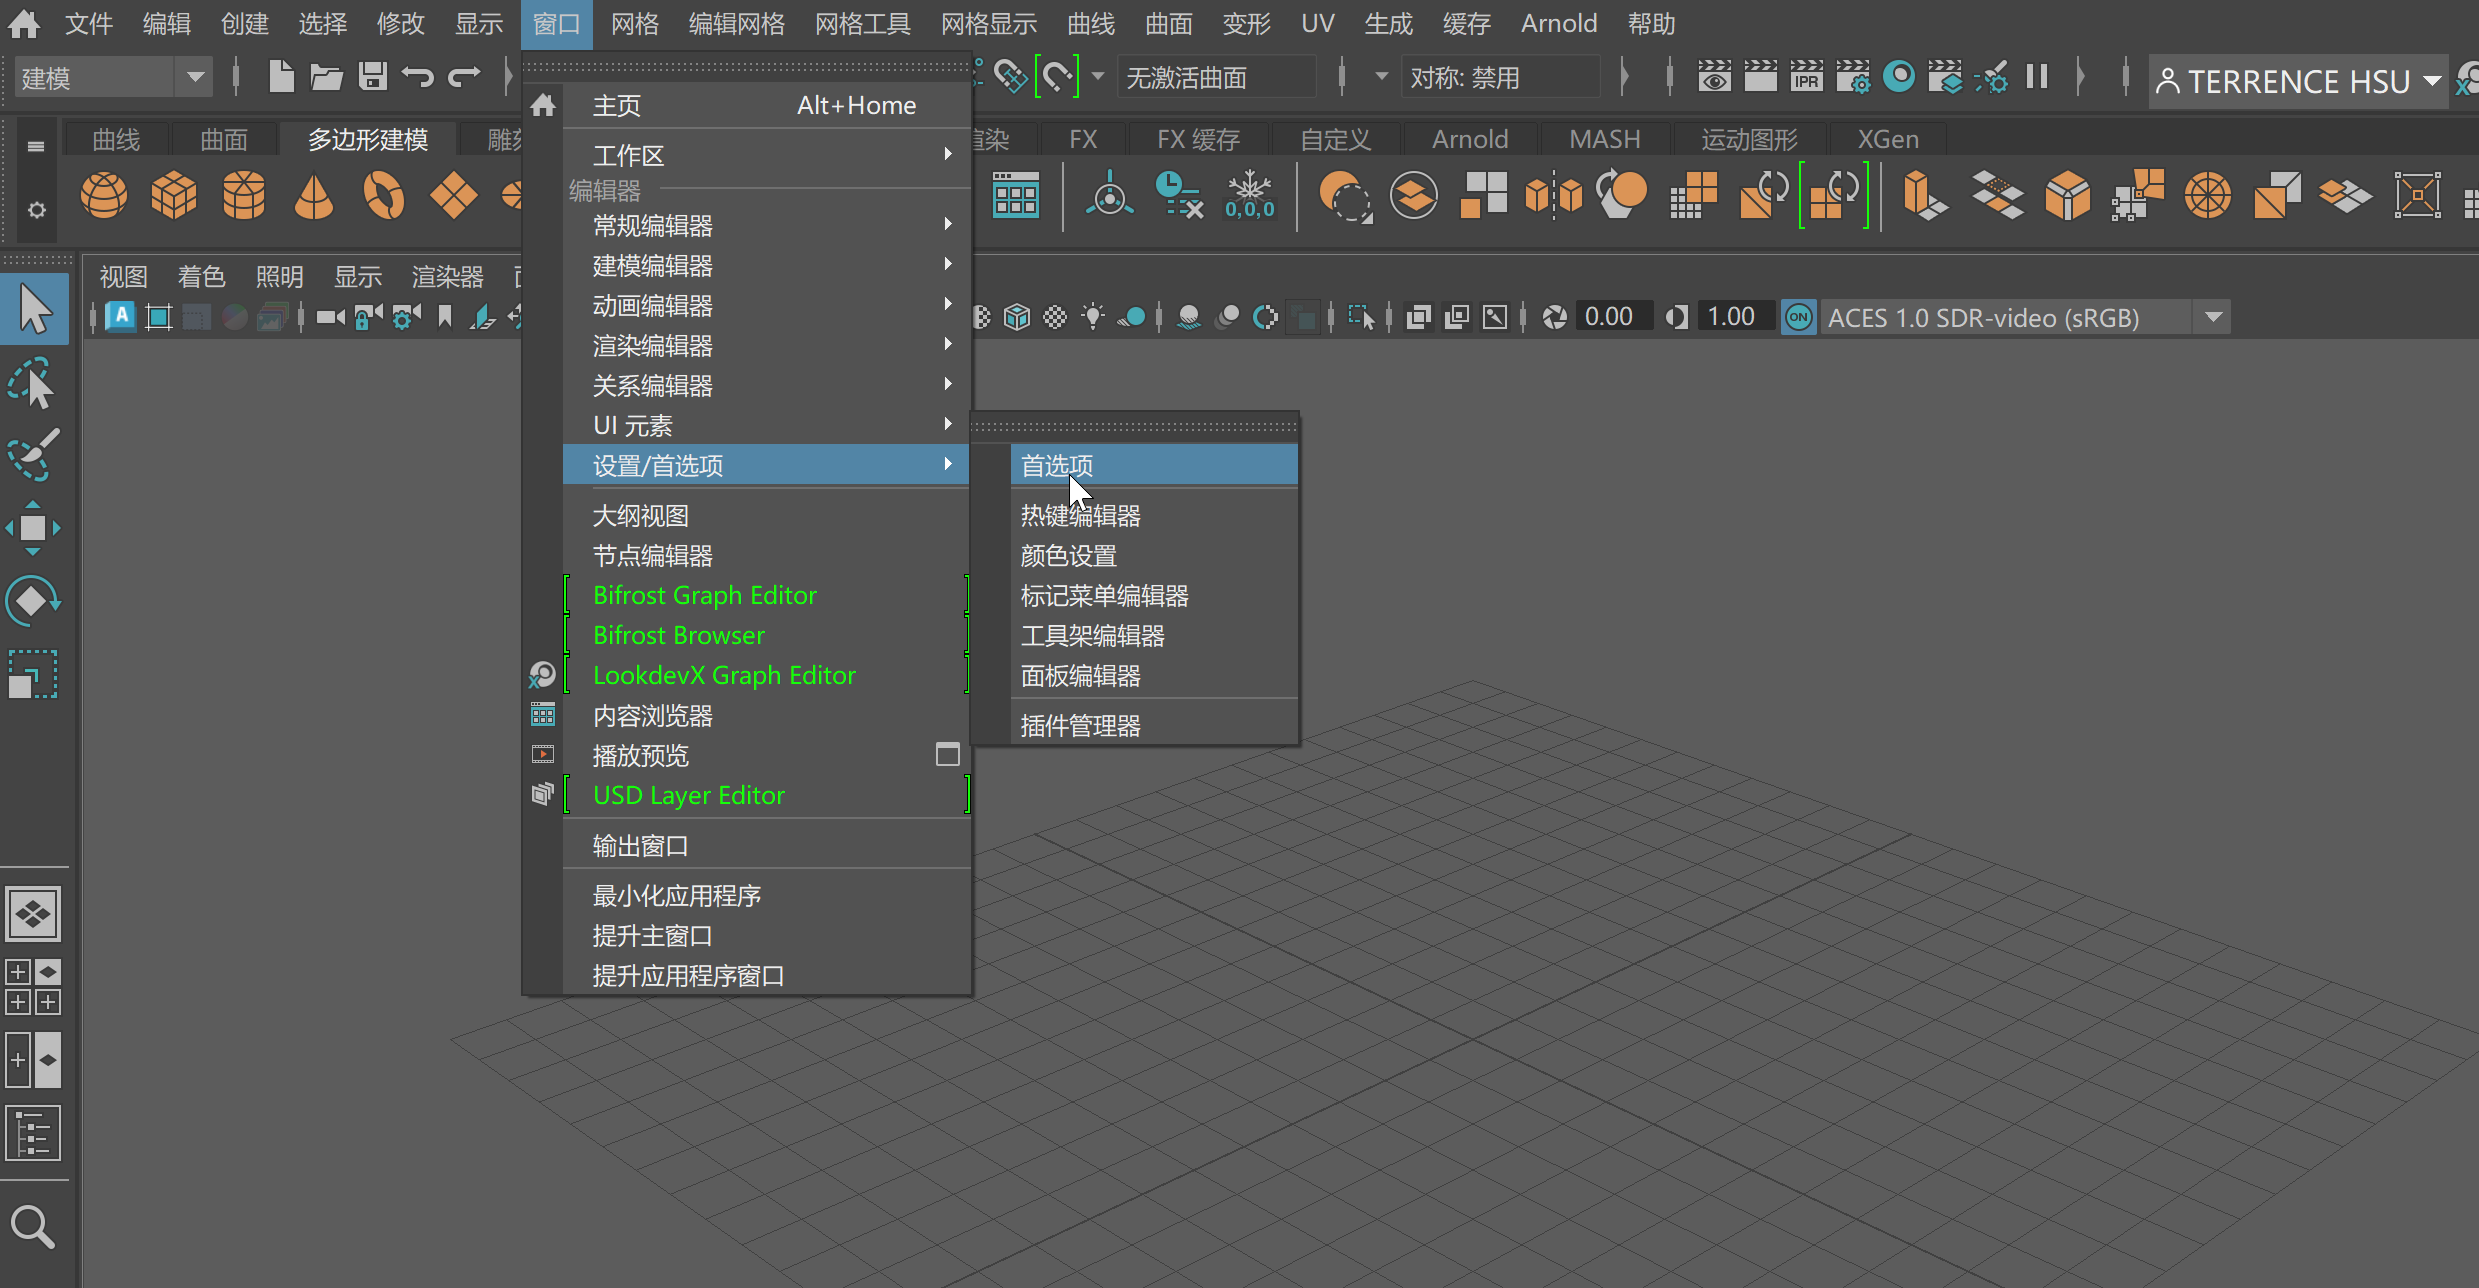 文件 编辑 创建 选择 修改 显示 窗口 网格 编辑网格 网格工具 网格显示 曲线 曲面 变形 UV 生成 缓存 Arnold 帮助
建模 无激活曲面 对称: 禁用 IPR TERRENCE HSU
曲线 曲面 多边形建模 FX FX 缓存 自定义 Arnold MASH 运动图形 XGen
0,0,0
视图 着色 照明 显示 渲染器
A 0.00 1.00 ON ACES 1.0 SDR-video (sRGB)
主页 Alt+Home
工作区
编辑器
常规编辑器
建模编辑器
动画编辑器
渲染编辑器
关系编辑器
UI 元素
设置/首选项
大纲视图
节点编辑器
Bifrost Graph Editor
Bifrost Browser
LookdevX Graph Editor
内容浏览器
播放预览
USD Layer Editor
输出窗口
最小化应用程序
提升主窗口
提升应用程序窗口
首选项
热键编辑器
颜色设置
标记菜单编辑器
工具架编辑器
面板编辑器
插件管理器